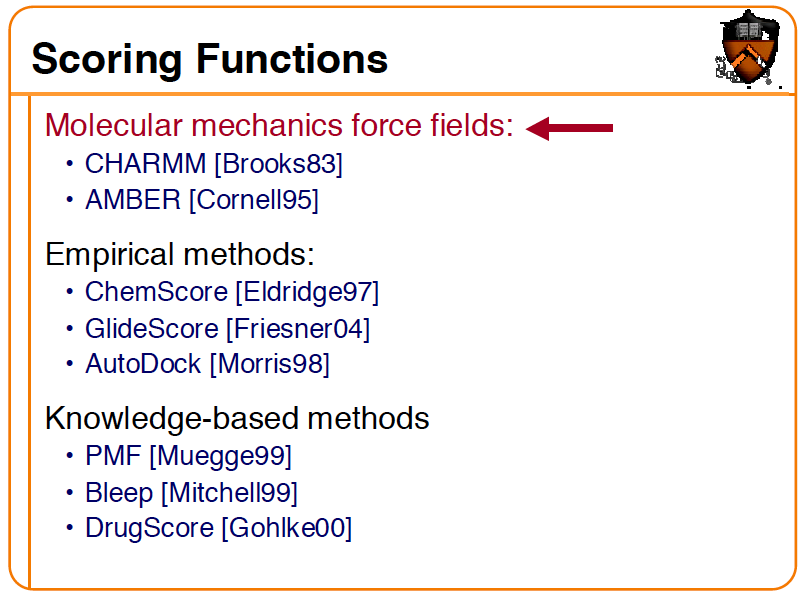 Scoring Functions
Molecular mechanics force fields:
• CHARMM [Brooks83]
• AMBER [Cornell95]
Empirical methods:
• ChemScore [Eldridge97]
• GlideScore [Friesner04]
• AutoDock [Morris98]
Knowledge-based methods
• PMF [Muegge99]
• Bleep [Mitchell99]
• DrugScore [Gohlke00]